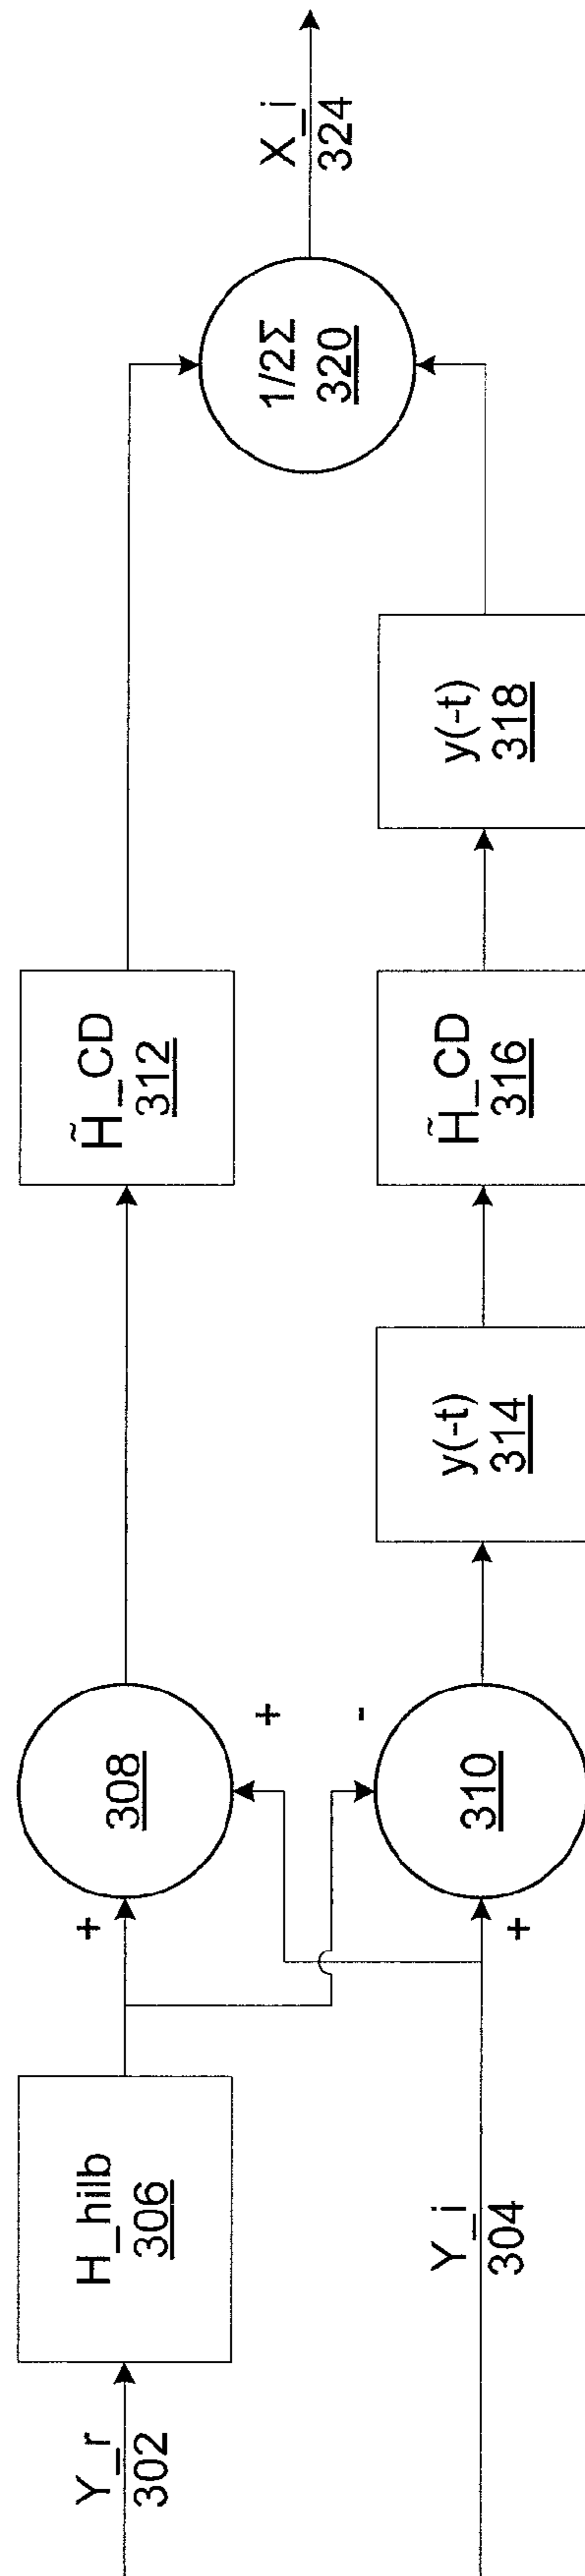 Y_r
302
H_hilb
306
+
308
+
H̃_CD
312
Y_i
304
+
310
-
y(-t)
314
H̃_CD
316
y(-t)
318
1/2Σ
320
X_i
324